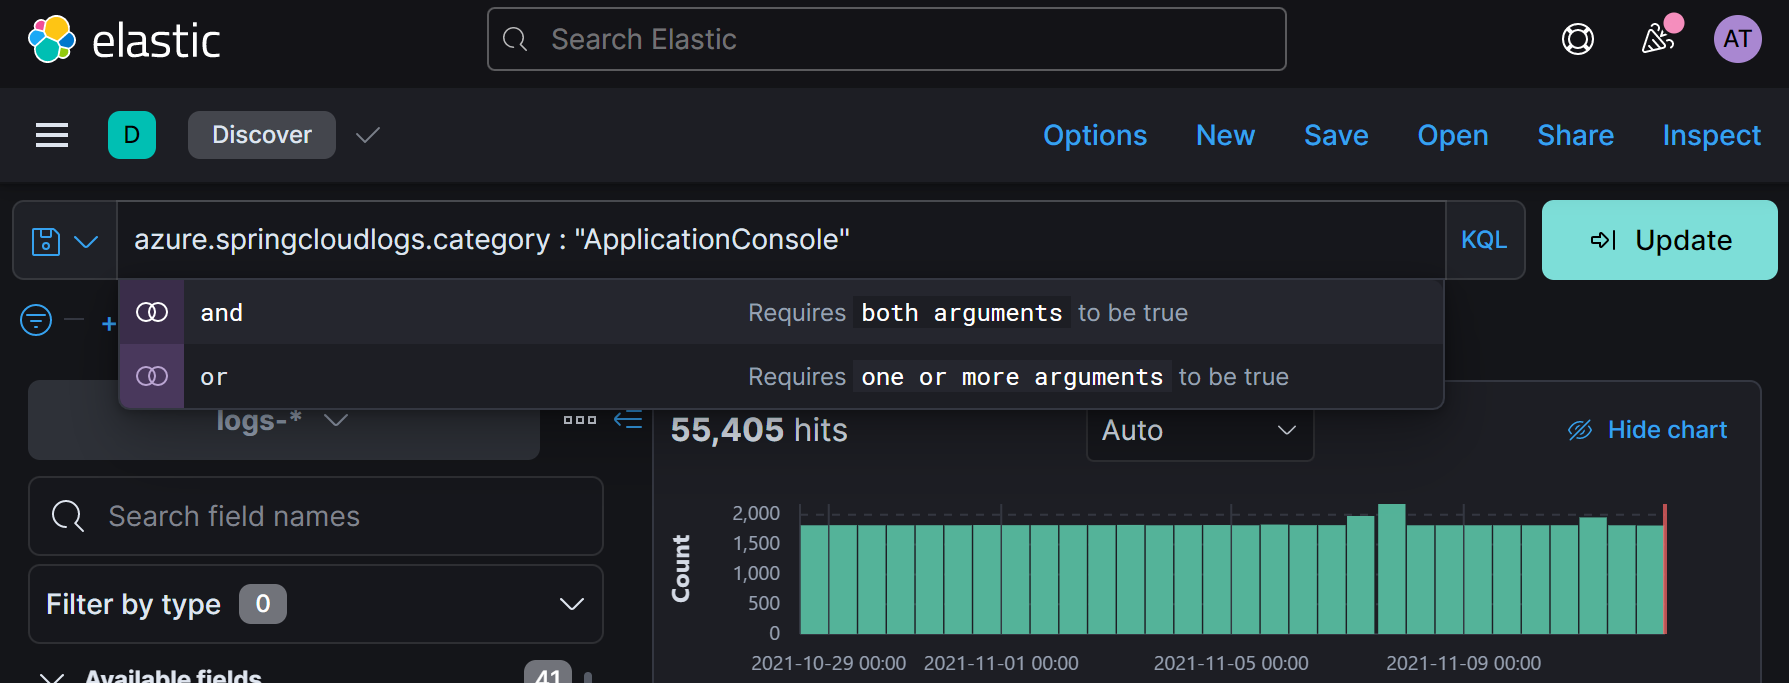 elastic
Search Elastic
AT
D
Discover
Options
New
Save
Open
Share
Inspect
azure.springcloudlogs.category : "ApplicationConsole"
KQL
Update
and
Requires both arguments to be true
or
Requires one or more arguments to be true
+
logs-*
55,405 hits
Auto
Hide chart
Search field names
Filter by type 0
Available fields
41
Count
2,000
1,500
1,000
500
0
2021-10-29 00:00
2021-11-01 00:00
2021-11-05 00:00
2021-11-09 00:00